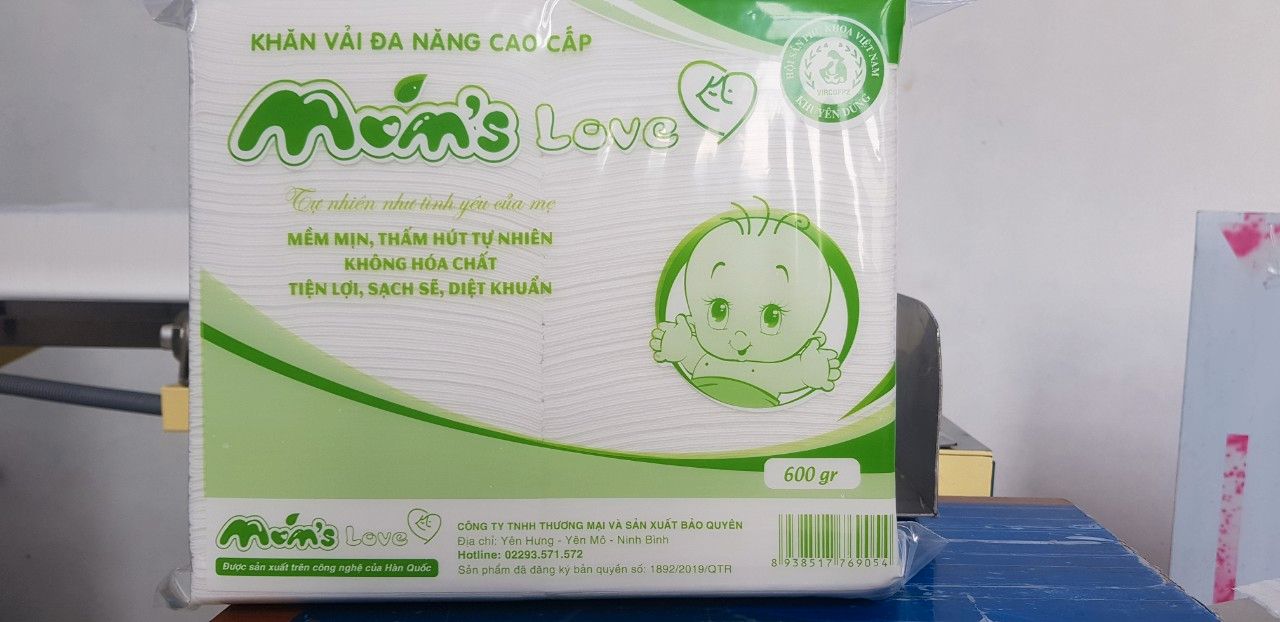 KHĂN VẢI ĐA NĂNG CAO CẤP
Mom's Love
HỘI SẢN PHỤ KHOA VIỆT NAM
VIRCOFPZ
KHUYÊN DÙNG
Tự nhiên như tình yêu của mẹ
MỀM MỊN, THẤM HÚT TỰ NHIÊN
KHÔNG HÓA CHẤT
TIỆN LỢI, SẠCH SẼ, DIỆT KHUẨN
600 gr
Mom's Love
Được sản xuất trên công nghệ của Hàn Quốc
CÔNG TY TNHH THƯƠNG MẠI VÀ SẢN XUẤT BẢO QUYÊN
Địa chỉ: Yên Hưng - Yên Mô - Ninh Bình
Hotline: 02293.571.572
Sản phẩm đã đăng ký bản quyền số: 1892/2019/QTR
8 938517 769054